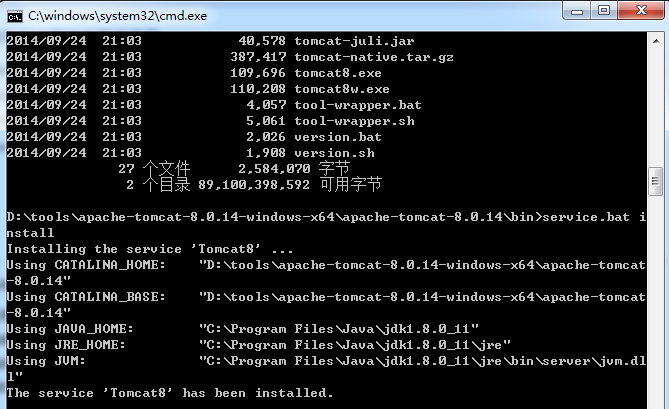 C:\windows\system32\cmd.exe
2014/09/24  21:03            40,578 tomcat-juli.jar
2014/09/24  21:03           387,417 tomcat-native.tar.gz
2014/09/24  21:03           109,696 tomcat8.exe
2014/09/24  21:03           110,208 tomcat8w.exe
2014/09/24  21:03             4,057 tool-wrapper.bat
2014/09/24  21:03             5,061 tool-wrapper.sh
2014/09/24  21:03             2,026 version.bat
2014/09/24  21:03             1,908 version.sh
27 个文件      2,584,070 字节
2 个目录 89,100,398,592 可用字节
D:\tools\apache-tomcat-8.0.14-windows-x64\apache-tomcat-8.0.14\bin>service.bat i
nstall
Installing the service 'Tomcat8' ...
Using CATALINA_HOME:    "D:\tools\apache-tomcat-8.0.14-windows-x64\apache-tomcat
-8.0.14"
Using CATALINA_BASE:    "D:\tools\apache-tomcat-8.0.14-windows-x64\apache-tomcat
-8.0.14"
Using JAVA_HOME:        "C:\Program Files\Java\jdk1.8.0_11"
Using JRE_HOME:         "C:\Program Files\Java\jdk1.8.0_11\jre"
Using JVM:              "C:\Program Files\Java\jdk1.8.0_11\jre\bin\server\jvm.dl
l"
The service 'Tomcat8' has been installed.